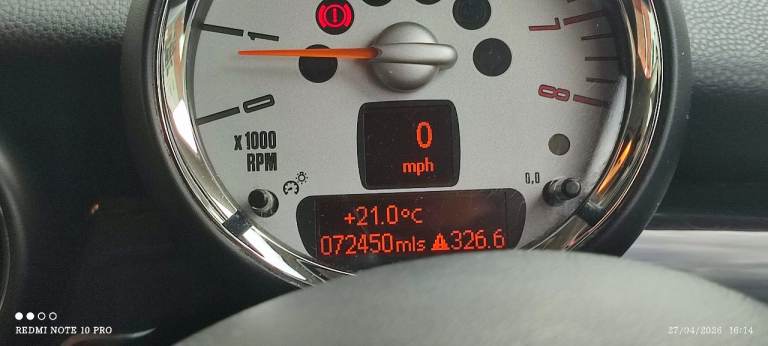 1
0
7
8
x1000
RPM
0
mph
0.0
+21.0°C
072450mls 326.6
REDMI NOTE 10 PRO
27/04/2026 16:14